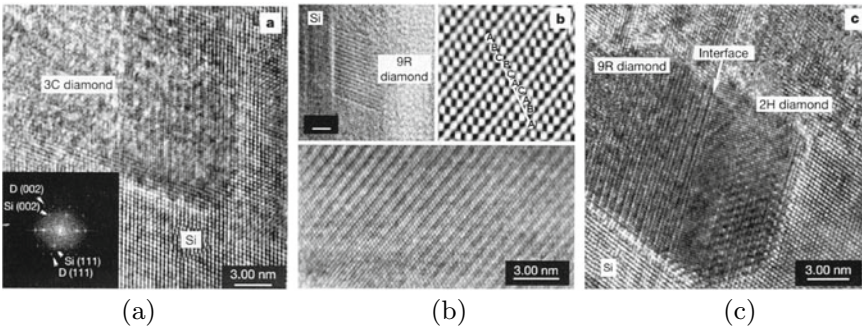 a
3C diamond
D (002)
Si (002)
Si (111)
D (111)
Si
3.00 nm
Si
b
9R
diamond
3.00 nm
c
9R diamond
Interface
2H diamond
Si
3.00 nm
(a)
(b)
(c)